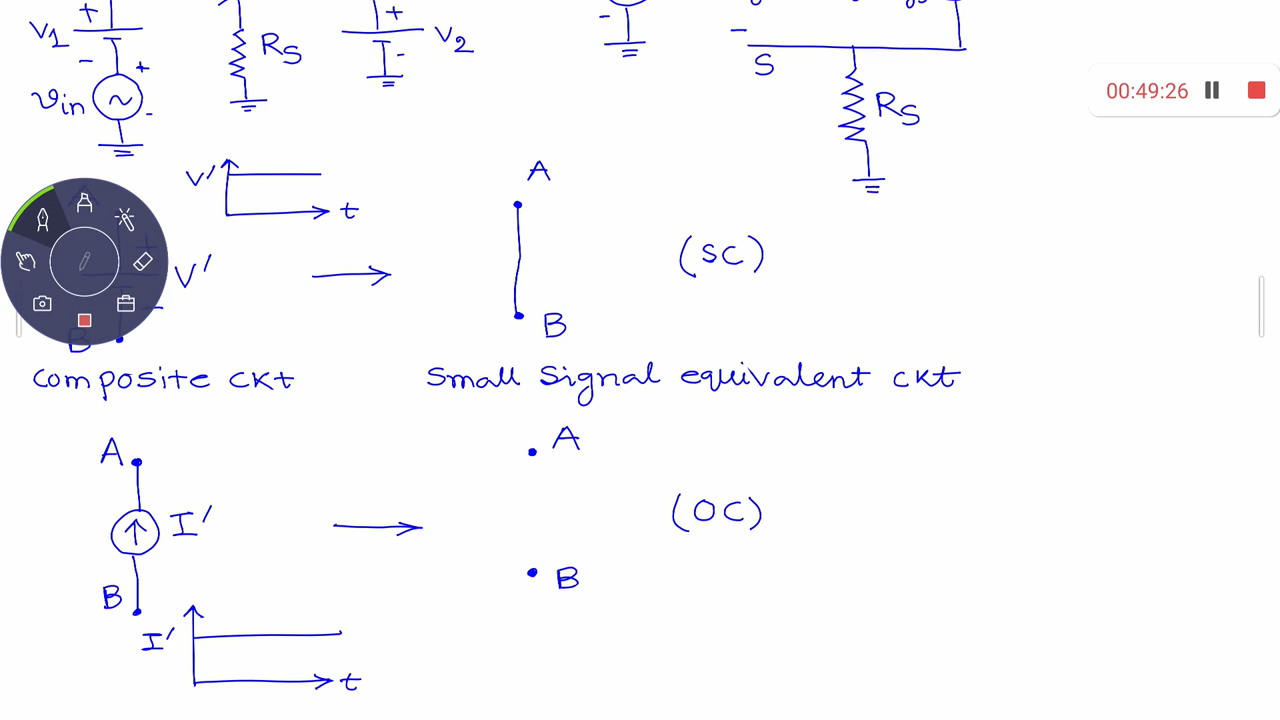 +
V1
-
+
vin
-
RS
+
V2
-
-
-
S
RS
00:49:26
V'
t
A
(SC)
V'
B
B
composite ckt
small signal equivalent ckt
A
A
I'
(OC)
B
B
I'
t